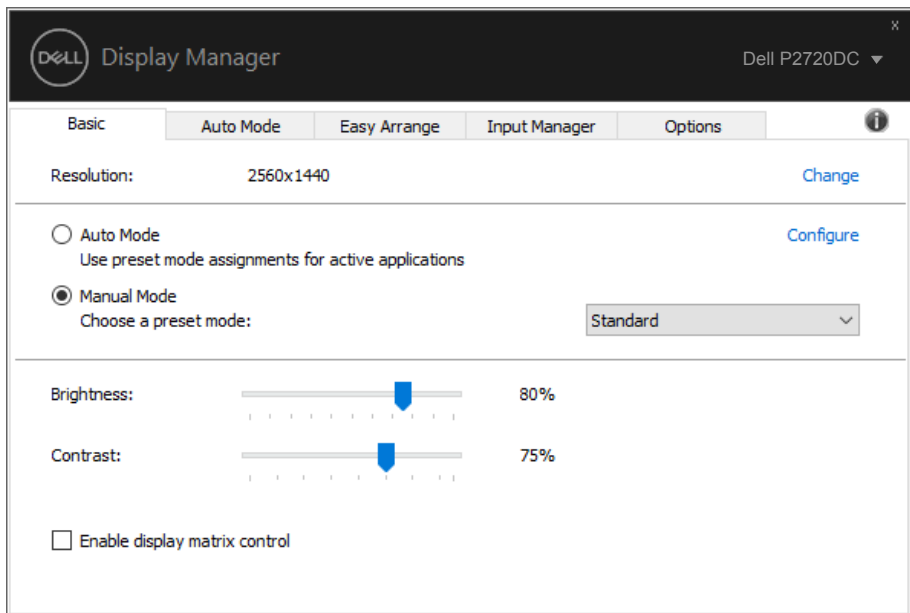 x
DELL Display Manager Dell P2720DC
Basic Auto Mode Easy Arrange Input Manager Options i
Resolution: 2560x1440 Change
Auto Mode Configure
Use preset mode assignments for active applications
Manual Mode
Choose a preset mode: Standard
Brightness: 80%
Contrast: 75%
Enable display matrix control